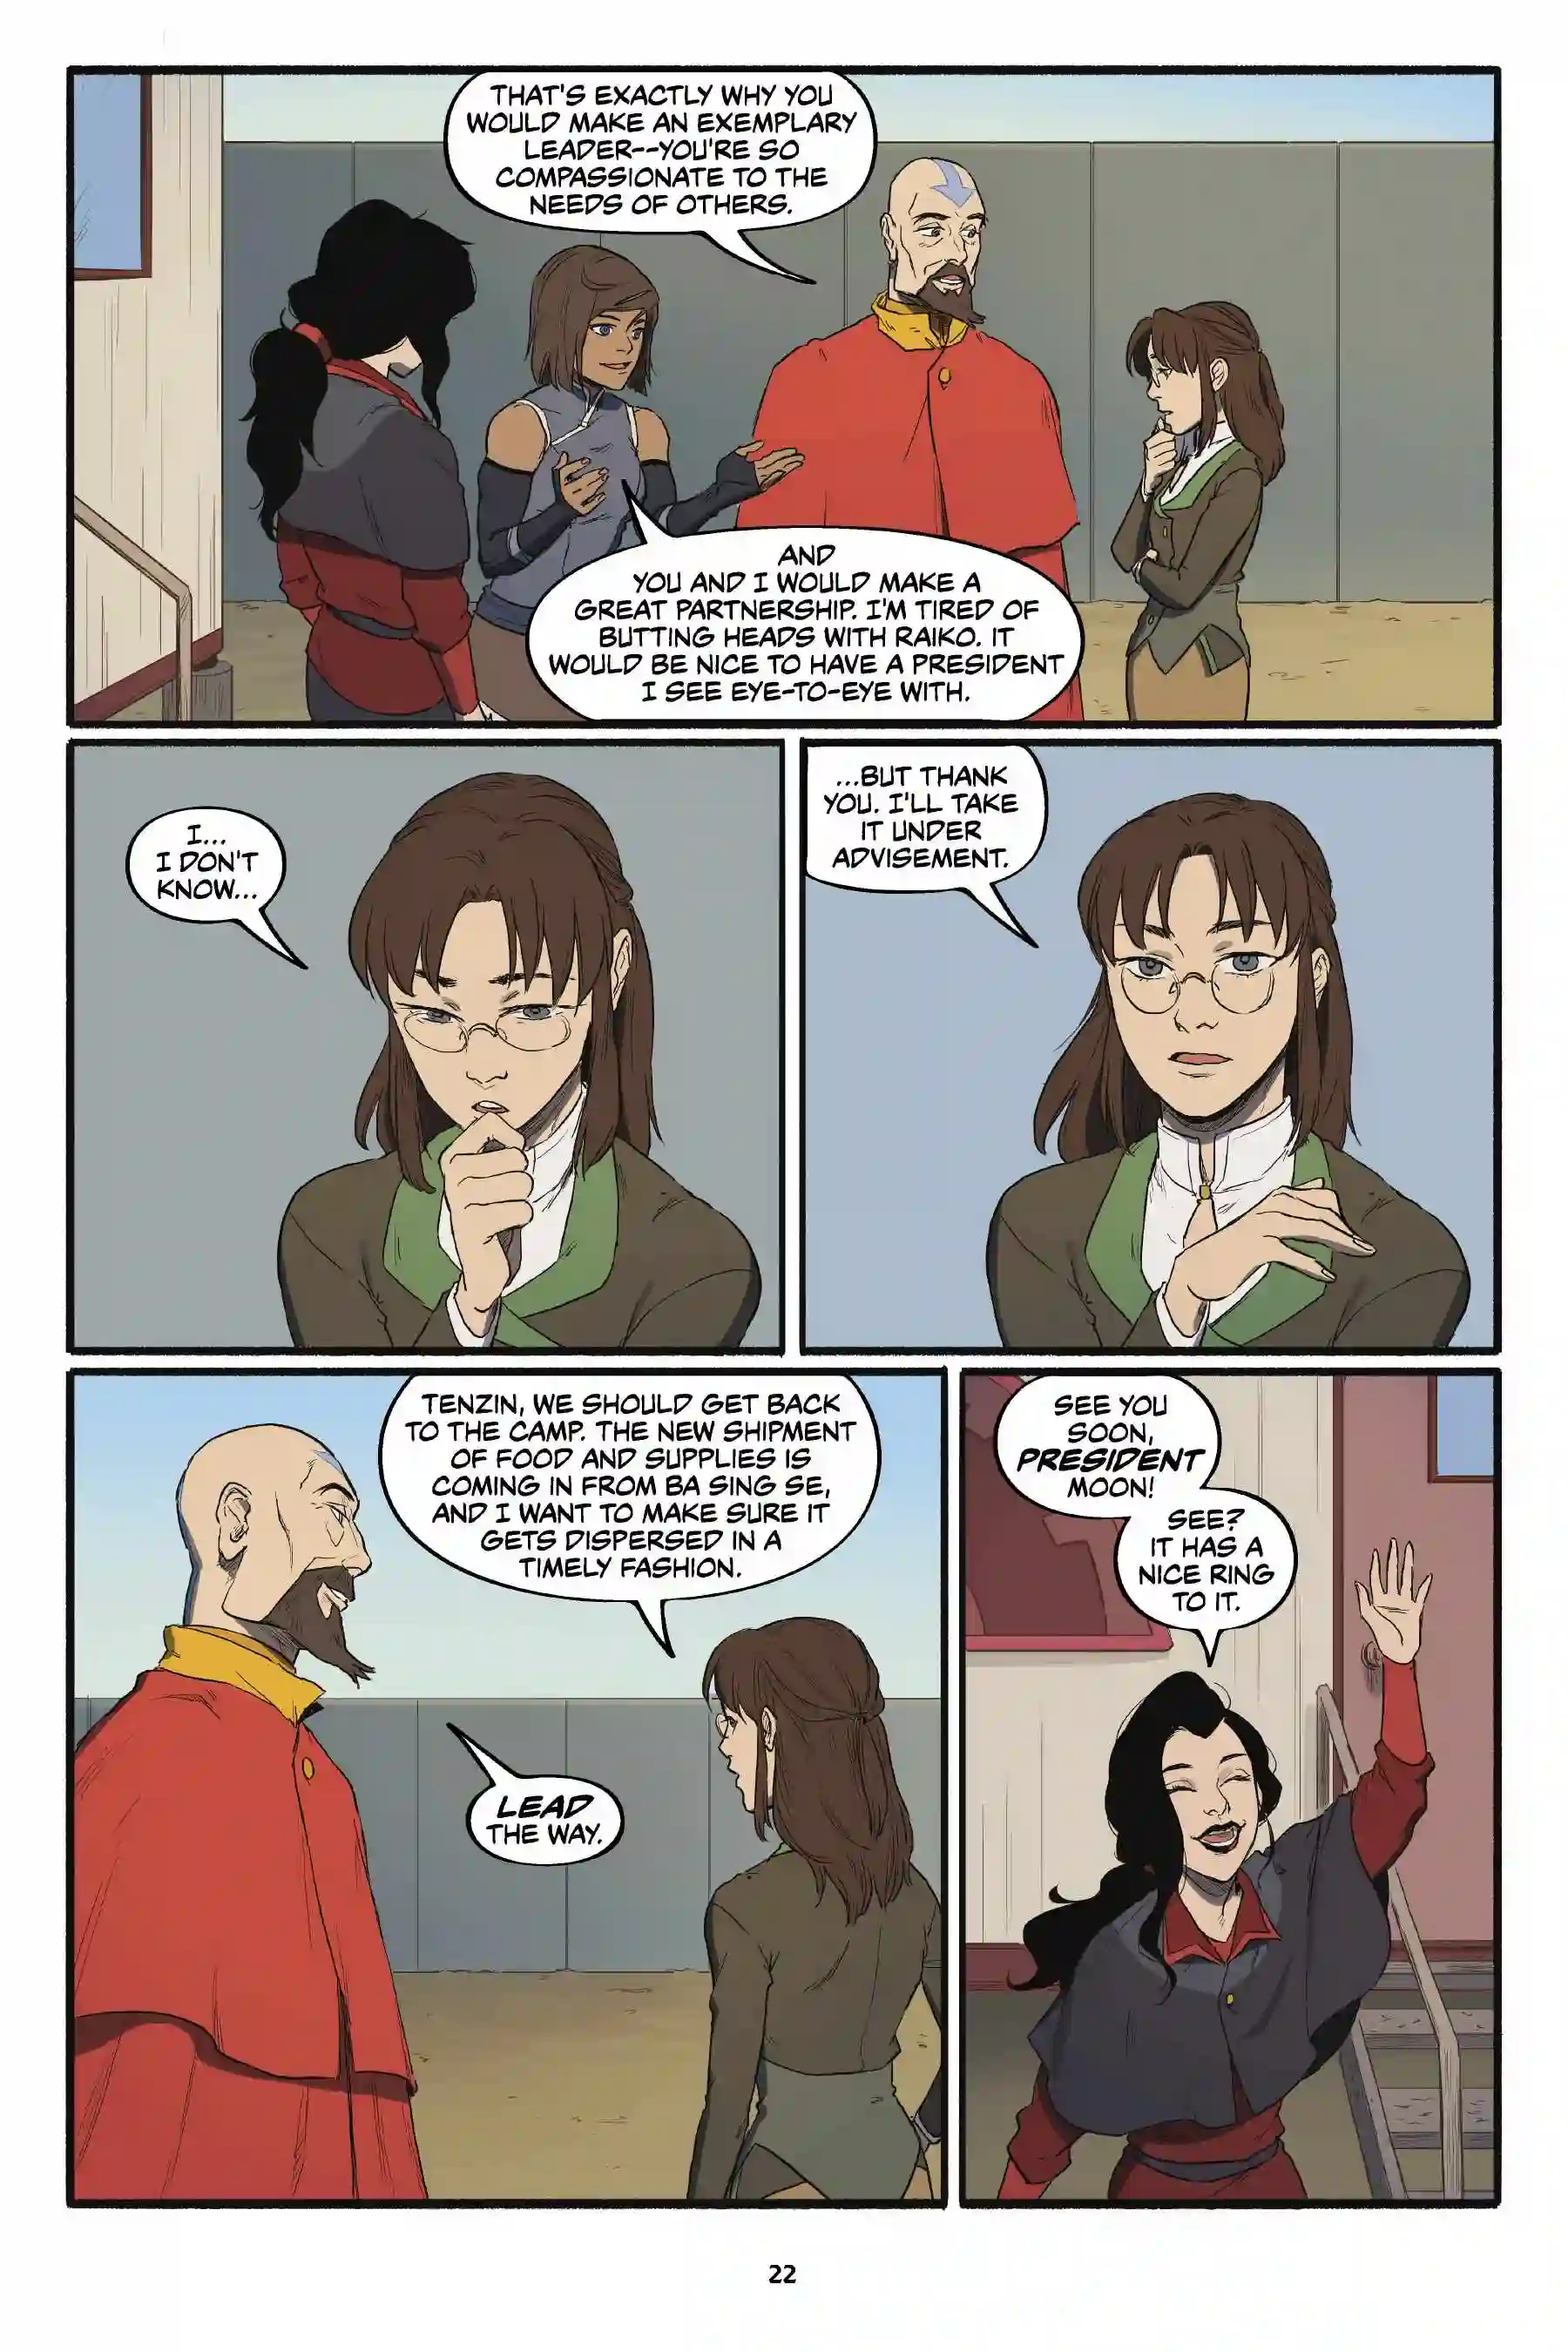 THAT'S EXACTLY WHY YOU
WOULD MAKE AN EXEMPLARY
LEADER--YOU'RE SO
COMPASSIONATE TO THE
NEEDS OF OTHERS.
AND
YOU AND I WOULD MAKE A
GREAT PARTNERSHIP. I'M TIRED OF
BUTTING HEADS WITH RAIKO. IT
WOULD BE NICE TO HAVE A PRESIDENT
I SEE EYE-TO-EYE WITH.
I...
I DON'T
KNOW...
...BUT THANK
YOU. I'LL TAKE
IT UNDER
ADVISEMENT.
TENZIN, WE SHOULD GET BACK
TO THE CAMP. THE NEW SHIPMENT
OF FOOD AND SUPPLIES IS
COMING IN FROM BA SING SE,
AND I WANT TO MAKE SURE IT
GETS DISPERSED IN A
TIMELY FASHION.
LEAD
THE WAY.
SEE YOU
SOON,
PRESIDENT
MOON!
SEE?
IT HAS A
NICE RING
TO IT.
22